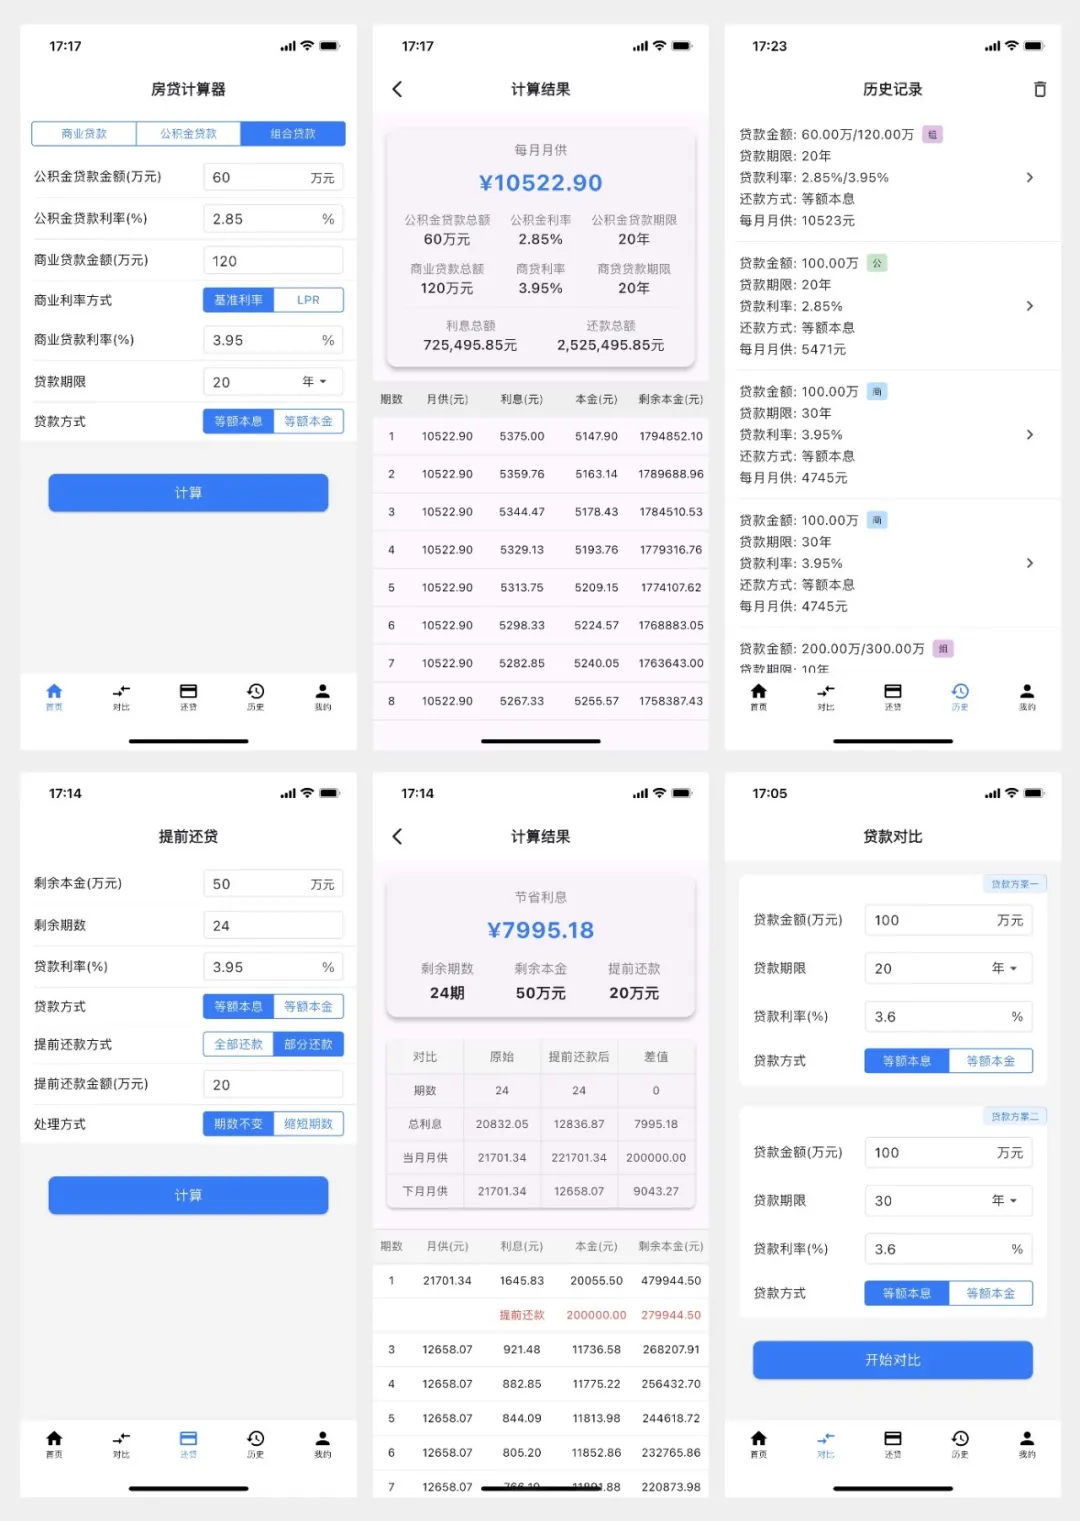 17:17
房贷计算器
商业贷款 公积金贷款 组合贷款
公积金贷款金额(万元) 60 万元
公积金贷款利率(%) 2.85 %
商业贷款金额(万元) 120
商业利率方式 基准利率 LPR
商业贷款利率(%) 3.95 %
贷款期限 20 年
贷款方式 等额本息 等额本金
计算
首页 对比 还贷 历史 我的
17:17
计算结果
每月月供
¥10522.90
公积金贷款总额 公积金利率 公积金贷款期限
60万元 2.85% 20年
商业贷款总额 商贷利率 商贷贷款期限
120万元 3.95% 20年
利息总额 还款总额
725,495.85元 2,525,495.85元
期数 月供(元) 利息(元) 本金(元) 剩余本金(元)
1 10522.90 5375.00 5147.90 1794852.10
2 10522.90 5359.76 5163.14 1789688.96
3 10522.90 5344.47 5178.43 1784510.53
4 10522.90 5329.13 5193.76 1779316.76
5 10522.90 5313.75 5209.15 1774107.62
6 10522.90 5298.33 5224.57 1768883.05
7 10522.90 5282.85 5240.05 1763643.00
8 10522.90 5267.33 5255.57 1758387.43
17:23
历史记录
贷款金额: 60.00万/120.00万 组
贷款期限: 20年
贷款利率: 2.85%/3.95%
还款方式: 等额本息
每月月供: 10523元
贷款金额: 100.00万 公
贷款期限: 20年
贷款利率: 2.85%
还款方式: 等额本息
每月月供: 5471元
贷款金额: 100.00万 商
贷款期限: 30年
贷款利率: 3.95%
还款方式: 等额本息
每月月供: 4745元
贷款金额: 100.00万 商
贷款期限: 30年
贷款利率: 3.95%
还款方式: 等额本息
每月月供: 4745元
贷款金额: 200.00万/300.00万 组
贷款期限: 10年
首页 对比 还贷 历史 我的
17:14
提前还贷
剩余本金(万元) 50 万元
剩余期数 24
贷款利率(%) 3.95 %
贷款方式 等额本息 等额本金
提前还款方式 全部还款 部分还款
提前还款金额(万元) 20
处理方式 期数不变 缩短期数
计算
首页 对比 还贷 历史 我的
17:14
计算结果
节省利息
¥7995.18
剩余期数 剩余本金 提前还款
24期 50万元 20万元
对比 原始 提前还款后 差值
期数 24 24 0
总利息 20832.05 12836.87 7995.18
当月月供 21701.34 221701.34 200000.00
下月月供 21701.34 12658.07 9043.27
期数 月供(元) 利息(元) 本金(元) 剩余本金(元)
1 21701.34 1645.83 20055.50 479944.50
提前还款 200000.00 279944.50
3 12658.07 921.48 11736.58 268207.91
4 12658.07 882.85 11775.22 256432.70
5 12658.07 844.09 11813.98 244618.72
6 12658.07 805.20 11852.86 232765.86
7 12658.07 766.19 11891.88 220873.98
17:05
贷款对比
贷款方案一
贷款金额(万元) 100 万元
贷款期限 20 年
贷款利率(%) 3.6 %
贷款方式 等额本息 等额本金
贷款方案二
贷款金额(万元) 100 万元
贷款期限 30 年
贷款利率(%) 3.6 %
贷款方式 等额本息 等额本金
开始对比
首页 对比 还贷 历史 我的